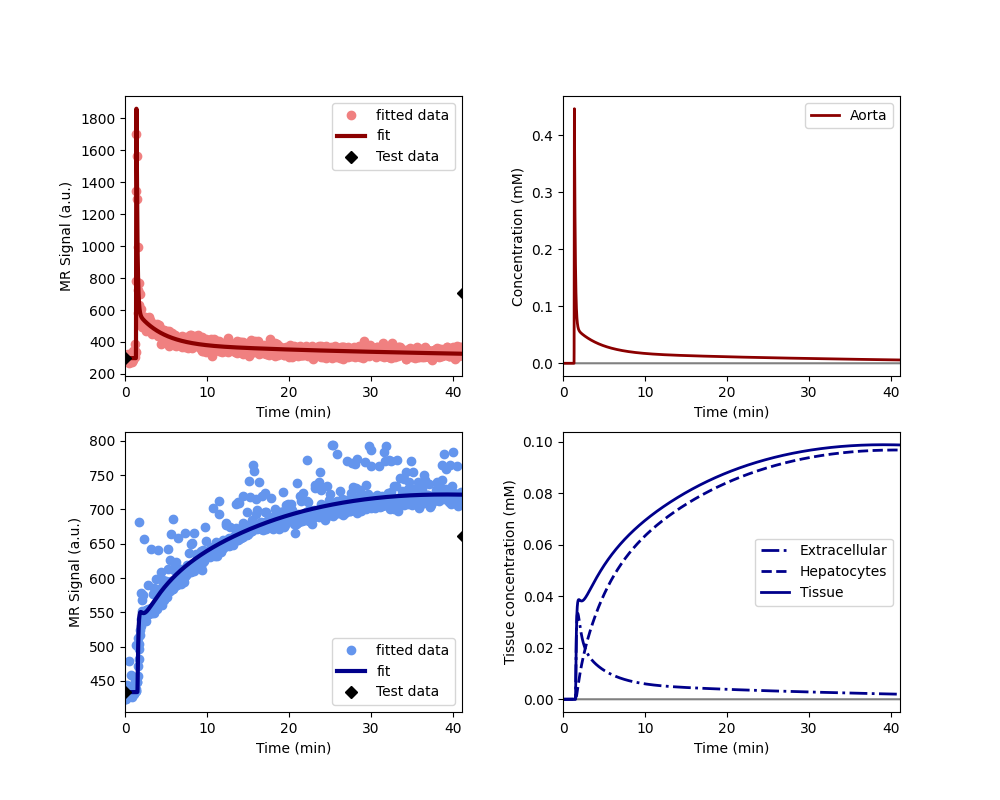 1800
1600
1400
1200
1000
800
600
400
200
MR Signal (a.u.)
fitted data
fit
Test data
0 10 20 30 40
Time (min)
0.4
0.3
0.2
0.1
0.0
Concentration (mM)
Aorta
0 10 20 30 40
Time (min)
800
750
700
650
600
550
500
450
MR Signal (a.u.)
fitted data
fit
Test data
0 10 20 30 40
Time (min)
0.10
0.08
0.06
0.04
0.02
0.00
Tissue concentration (mM)
Extracellular
Hepatocytes
Tissue
0 10 20 30 40
Time (min)